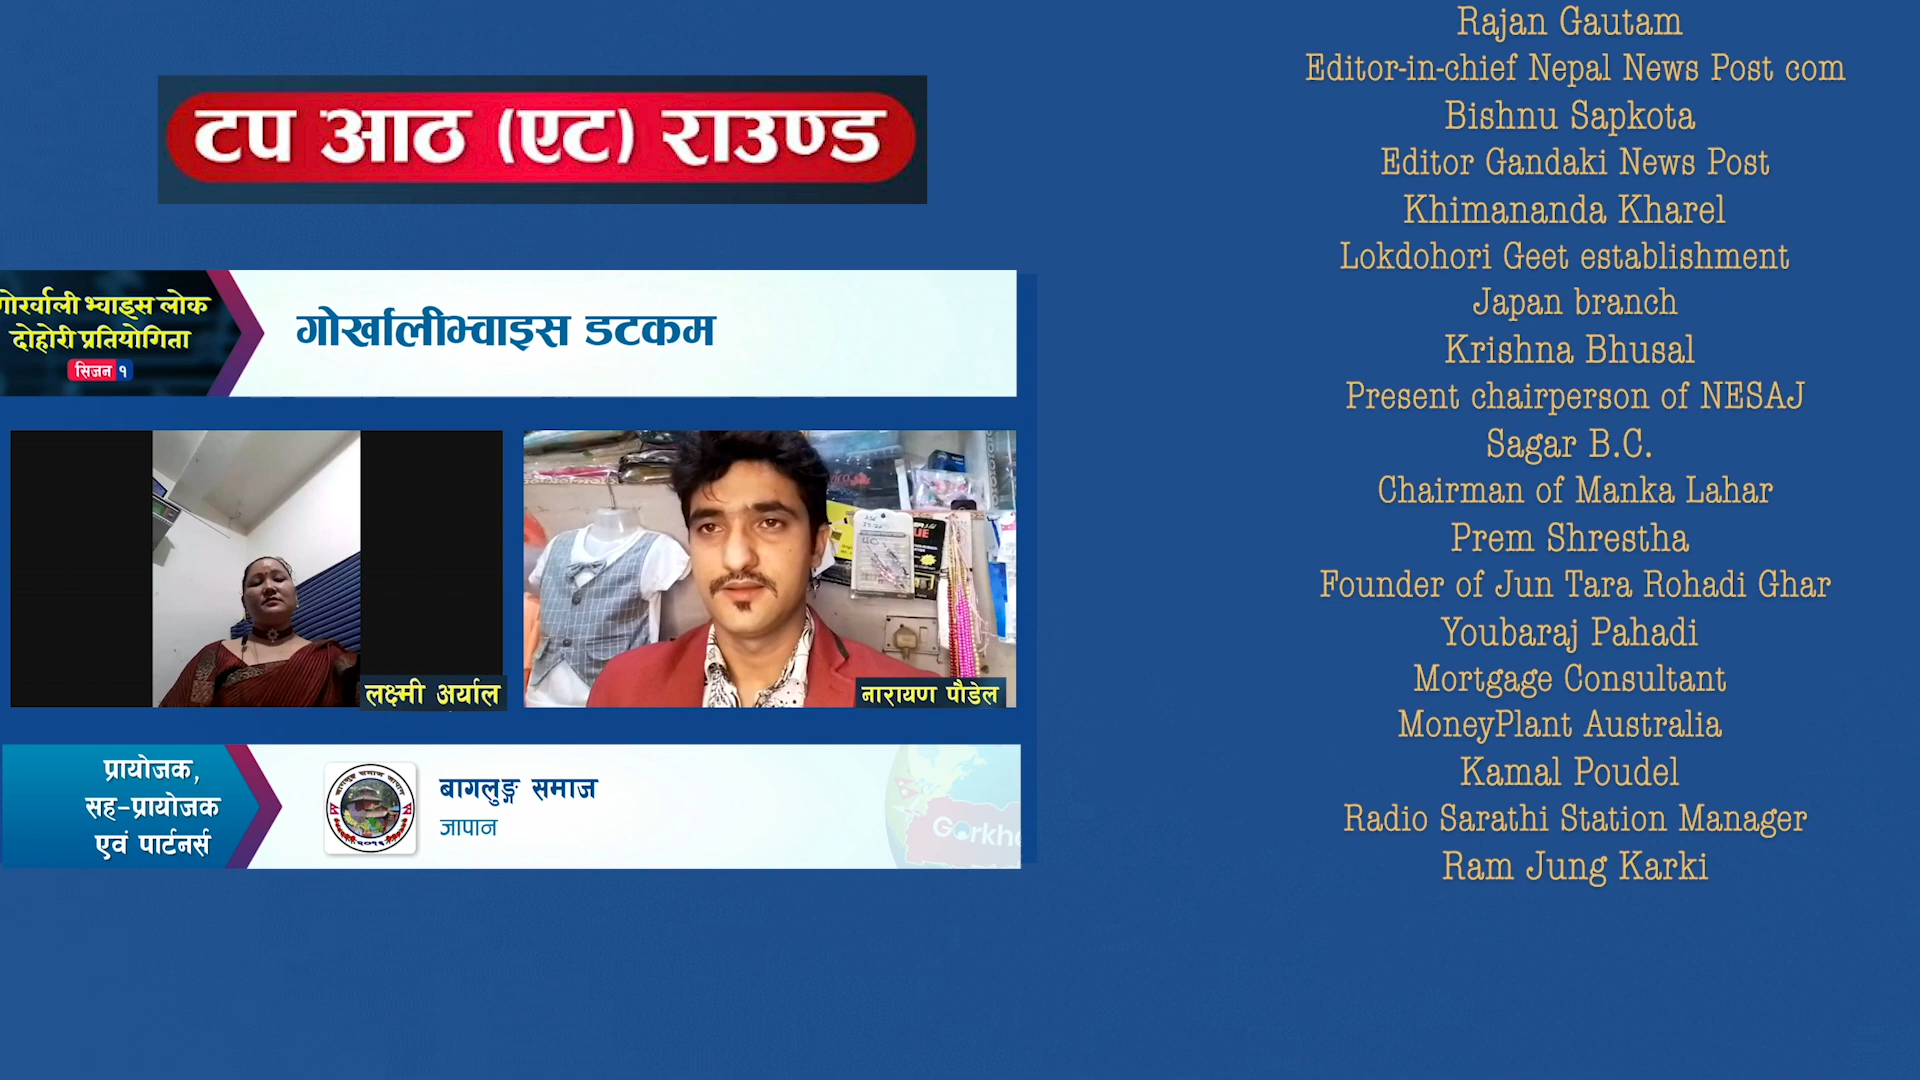 टप आठ (एट) राउण्ड
गोरर्वाली भ्वाइस लोक
दोहोरी प्रतियोगिता
सिजन १
गोर्खालीभ्वाइस डटकम
लक्ष्मी अर्याल
नारायण पौडेल
प्रायोजक,
सह-प्रायोजक
एवं पार्टनर्स
बागलुङ्ग समाज
जापान
Rajan Gautam
Editor-in-chief Nepal News Post com
Bishnu Sapkota
Editor Gandaki News Post
Khimananda Kharel
Lokdohori Geet establishment
Japan branch
Krishna Bhusal
Present chairperson of NESAJ
Sagar B.C.
Chairman of Manka Lahar
Prem Shrestha
Founder of Jun Tara Rohadi Ghar
Youbaraj Pahadi
Mortgage Consultant
MoneyPlant Australia
Kamal Poudel
Radio Sarathi Station Manager
Ram Jung Karki